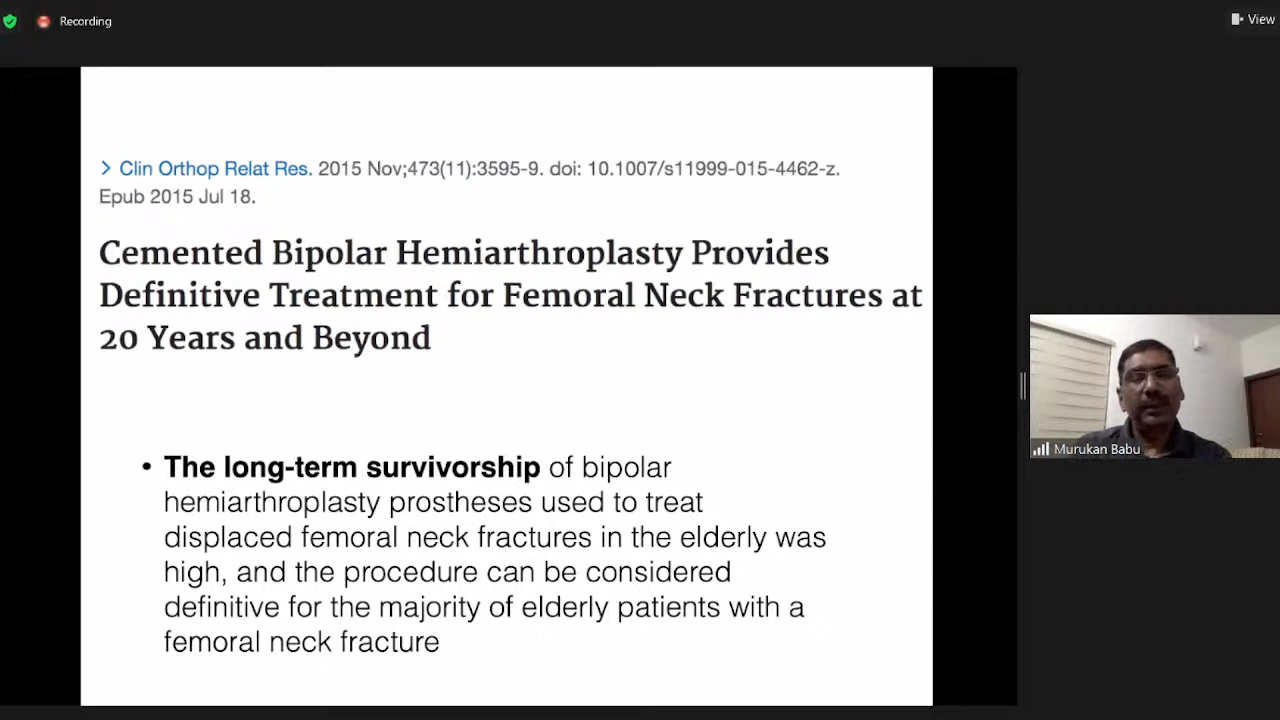 Recording
View
> Clin Orthop Relat Res. 2015 Nov;473(11):3595-9. doi: 10.1007/s11999-015-4462-z.
Epub 2015 Jul 18.
Cemented Bipolar Hemiarthroplasty Provides
Definitive Treatment for Femoral Neck Fractures at
20 Years and Beyond
• The long-term survivorship of bipolar
hemiarthroplasty prostheses used to treat
displaced femoral neck fractures in the elderly was
high, and the procedure can be considered
definitive for the majority of elderly patients with a
femoral neck fracture
Murukan Babu